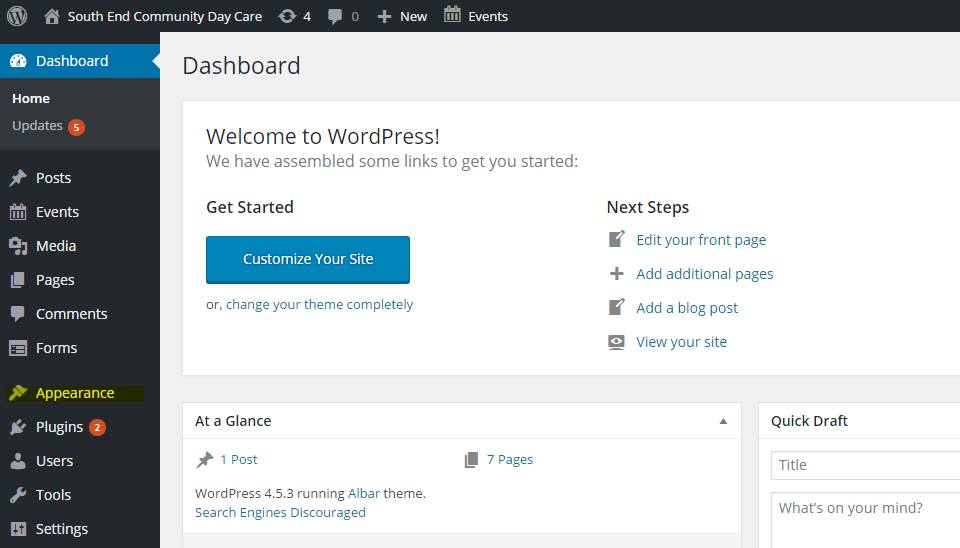 South End Community Day Care 4 0 New Events
Dashboard
Home
Updates 5
Posts
Events
Media
Pages
Comments
Forms
Appearance
Plugins 2
Users
Tools
Settings
Dashboard
Welcome to WordPress!
We have assembled some links to get you started:
Get Started
Customize Your Site
or, change your theme completely
Next Steps
Edit your front page
Add additional pages
Add a blog post
View your site
At a Glance
1 Post 7 Pages
WordPress 4.5.3 running Albar theme.
Search Engines Discouraged
Quick Draft
Title
What's on your mind?